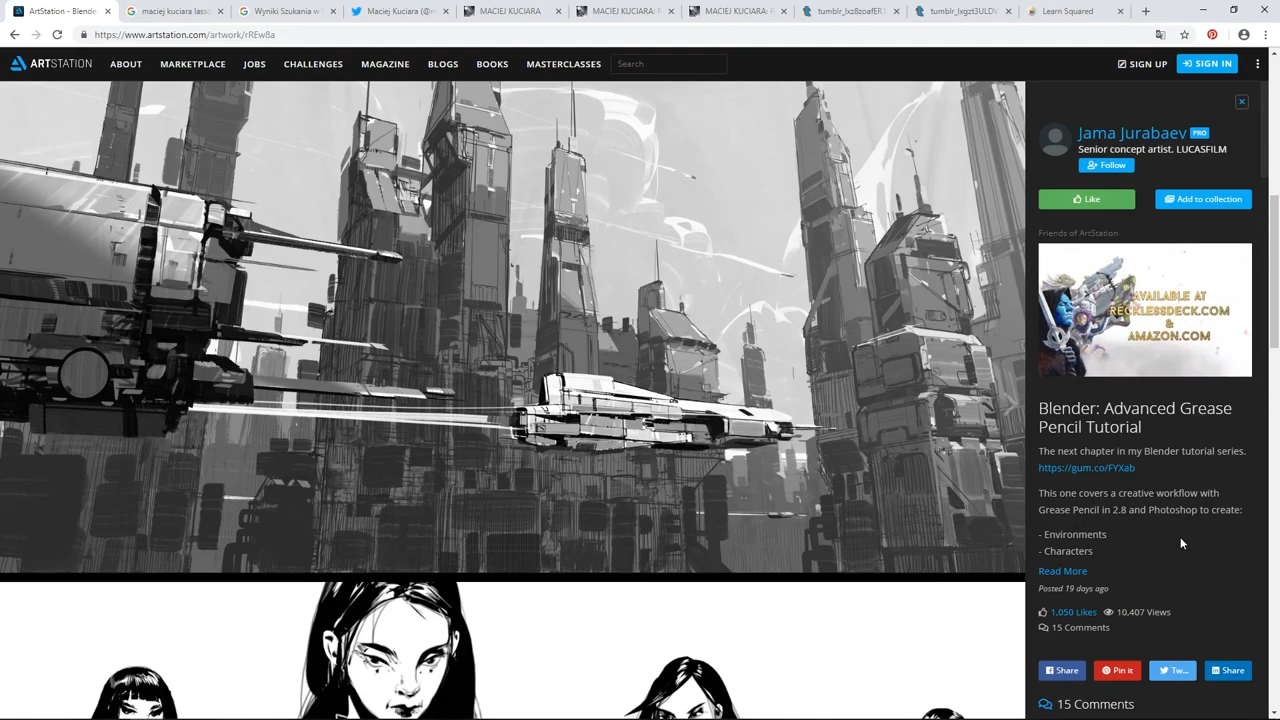 ArtStation - Blende
maciej kuciara lasso
Wyniki Szukania w
Maciej Kuciara (@m
MACIEJ KUCIARA
MACIEJ KUCIARA: P
MACIEJ KUCIARA: P
tumblr_lxz8zoafER1
tumblr_lxgzt3ULDV
Learn Squared
https://www.artstation.com/artwork/rREw8a
ARTSTATION
ABOUT
MARKETPLACE
JOBS
CHALLENGES
MAGAZINE
BLOGS
BOOKS
MASTERCLASSES
Search
SIGN UP
SIGN IN
Jama Jurabaev PRO
Senior concept artist. LUCASFILM
Follow
Like
Add to collection
Friends of ArtStation
AVAILABLE AT
RECKLESSDECK.COM
&
AMAZON.COM
Blender: Advanced Grease
Pencil Tutorial
The next chapter in my Blender tutorial series.
https://gum.co/FYXab
This one covers a creative workflow with
Grease Pencil in 2.8 and Photoshop to create:
- Environments
- Characters
Read More
Posted 19 days ago
1,050 Likes 10,407 Views
15 Comments
Share
Pin it
Tw...
Share
15 Comments